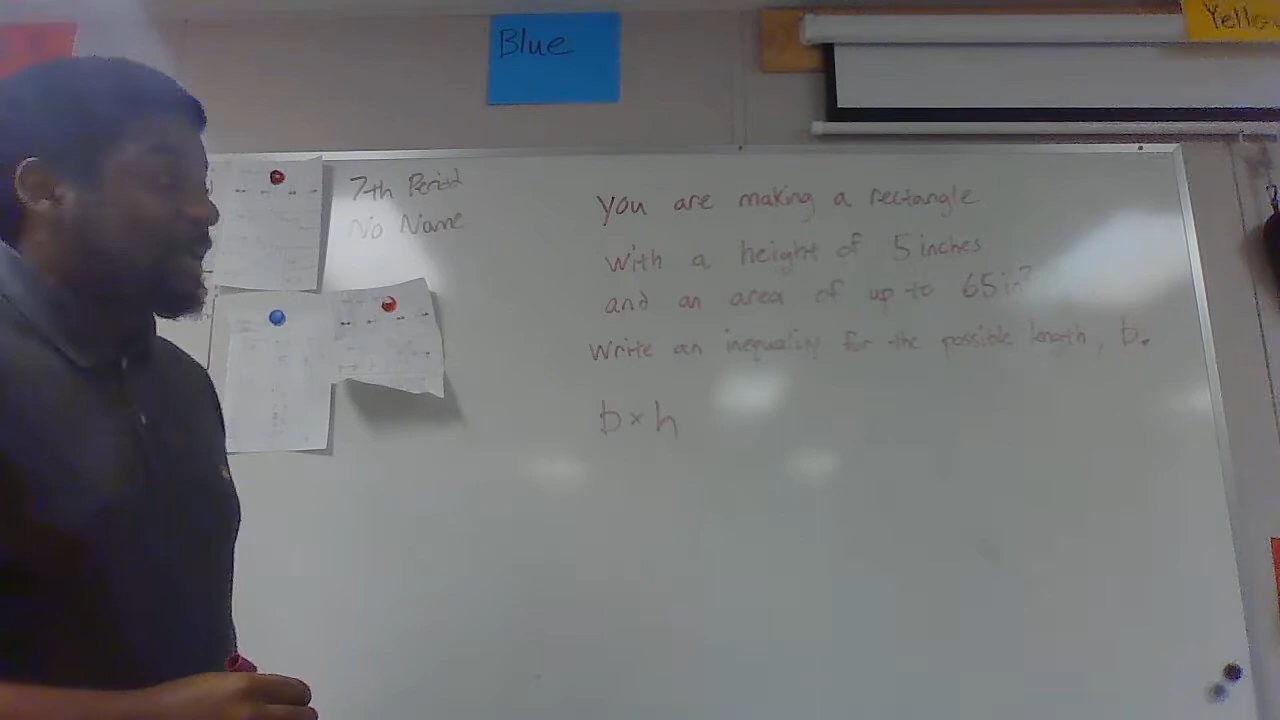 Blue
Yello
7th Period
No Name
You are making a rectangle
with a height of 5 inches
and an area of up to 65 in²
Write an inequality for the possible length, b.
b × h